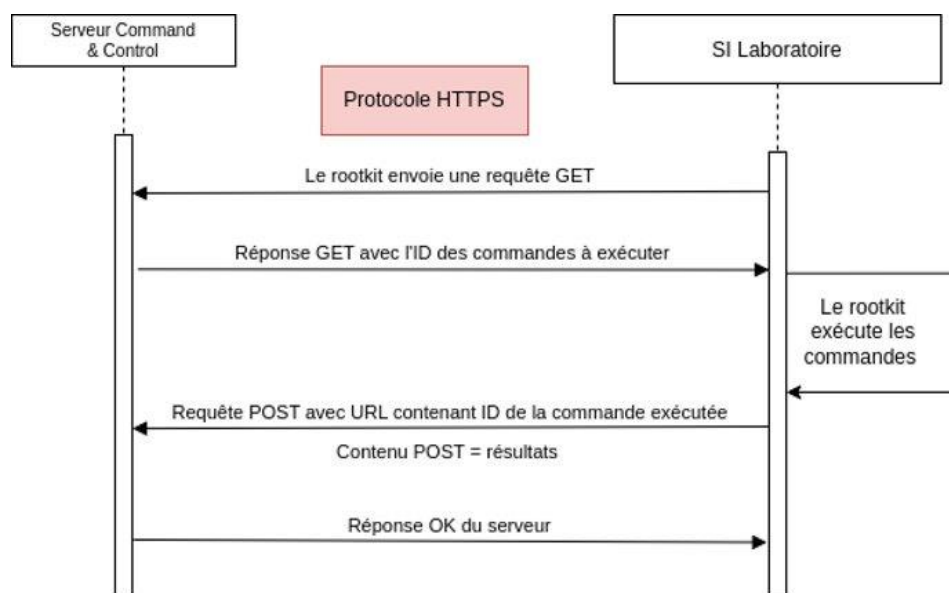 Serveur Command
& Control
SI Laboratoire
Protocole HTTPS
Le rootkit envoie une requête GET
Réponse GET avec l'ID des commandes à exécuter
Le rootkit
exécute les
commandes
Requête POST avec URL contenant ID de la commande exécutée
Contenu POST = résultats
Réponse OK du serveur